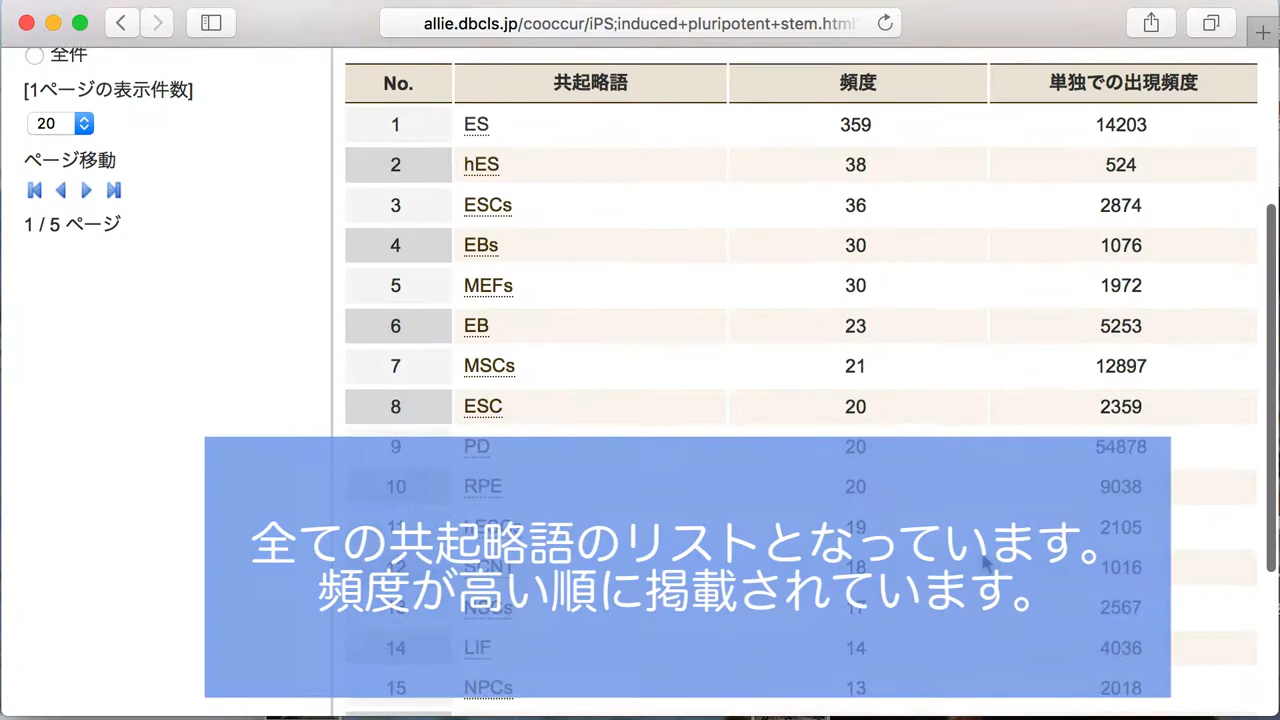 allie.dbcls.jp/cooccur/iPS;induced+pluripotent+stem.html
全件
[1ページの表示件数]
20
ページ移動
1 / 5 ページ
No. 共起略語 頻度 単独での出現頻度
1 ES 359 14203
2 hES 38 524
3 ESCs 36 2874
4 EBs 30 1076
5 MEFs 30 1972
6 EB 23 5253
7 MSCs 21 12897
8 ESC 20 2359
9 PD 20 54878
10 RPE 20 9038
11 19 2105
12 SCNT 18 1016
13 NSCs 17 2567
14 LIF 14 4036
15 NPCs 13 2018
全ての共起略語のリストとなっています。
頻度が高い順に掲載されています。